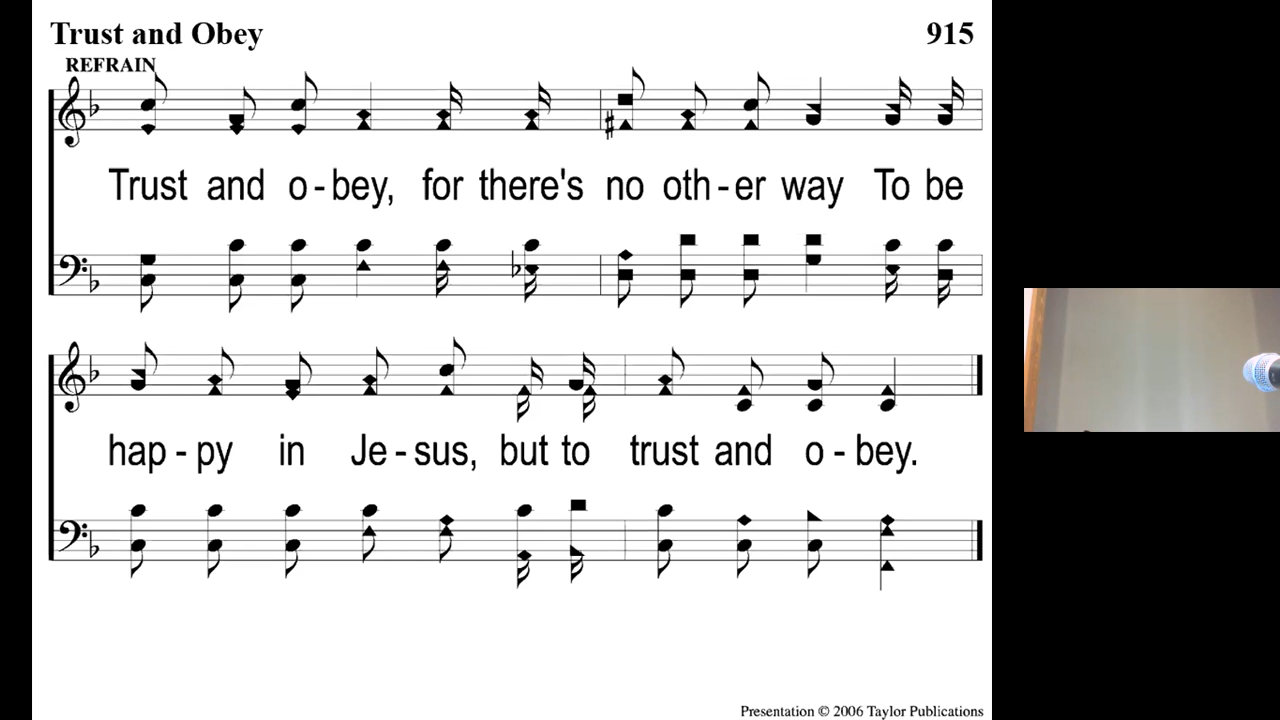 Trust and Obey 915
REFRAIN
Trust and o - bey, for there's no oth - er way To be
hap - py in Je - sus, but to trust and o - bey.
Presentation © 2006 Taylor Publications